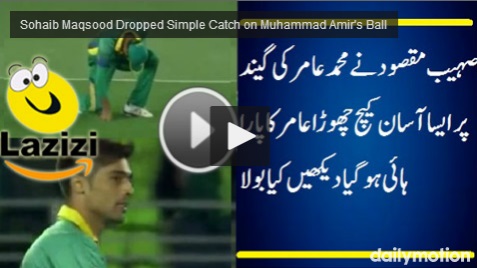 Sohaib Maqsood Dropped Simple Catch on Muhammad Amir's Ball
صہیب مقصود نے محمد عامر کی گیند
پر ایسا آسان کیچ چھوڑا عامر کا پارا
ہائی ہو گیا دیکھیں کیا بولا
Lazizi
dailymotion